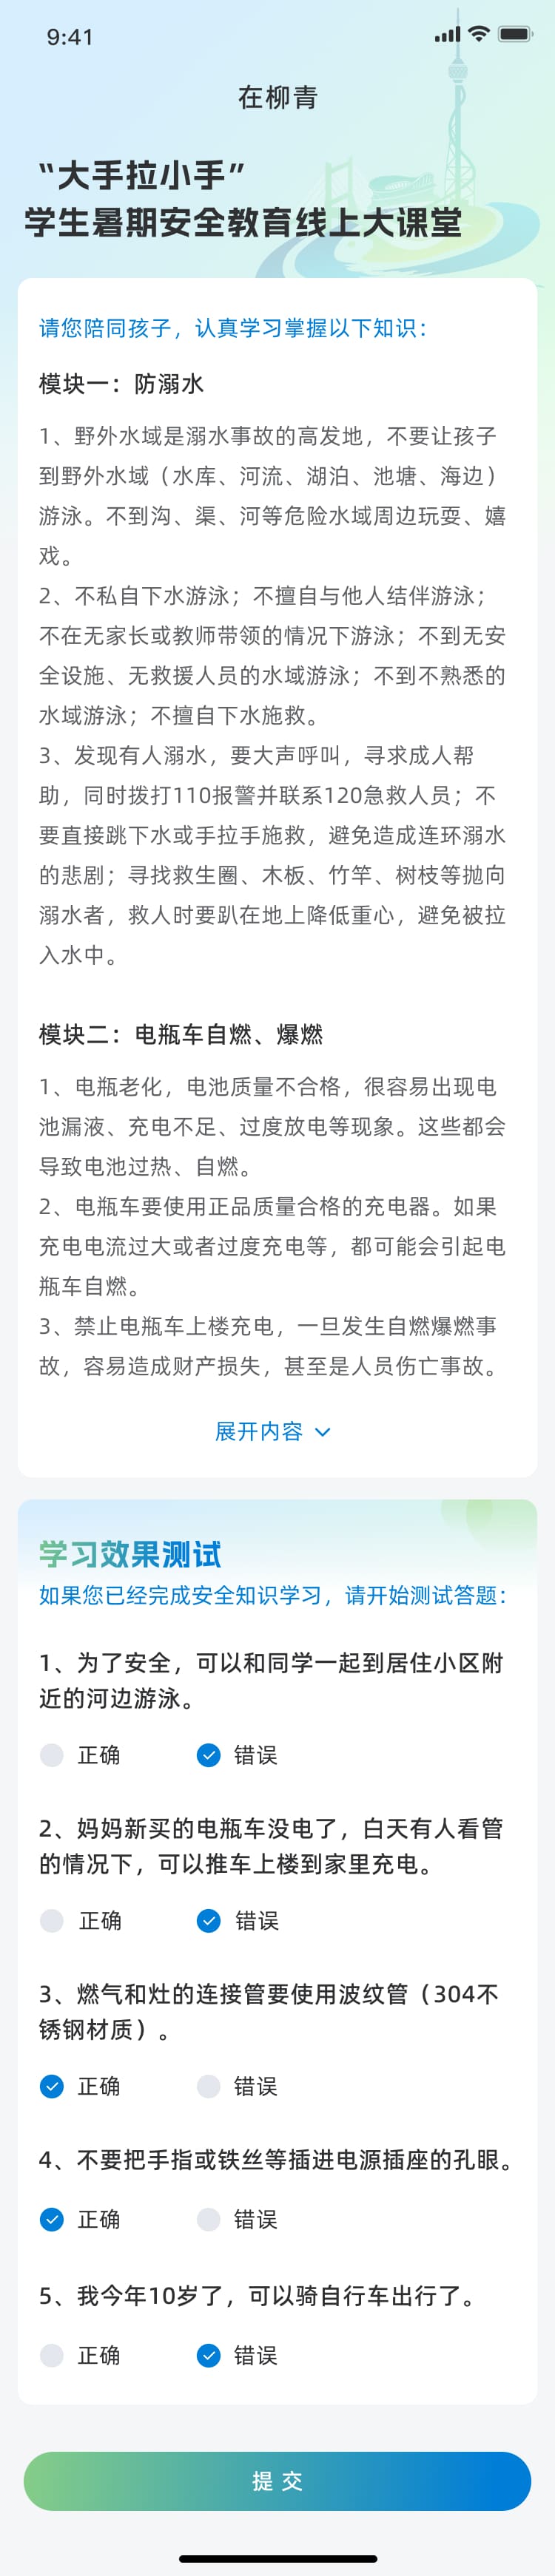 9:41
在柳青
“大手拉小手”
学生暑期安全教育线上大课堂
请您陪同孩子，认真学习掌握以下知识：
模块一：防溺水
1、野外水域是溺水事故的高发地，不要让孩子
到野外水域（水库、河流、湖泊、池塘、海边）
游泳。不到沟、渠、河等危险水域周边玩耍、嬉
戏。
2、不私自下水游泳；不擅自与他人结伴游泳；
不在无家长或教师带领的情况下游泳；不到无安
全设施、无救援人员的水域游泳；不到不熟悉的
水域游泳；不擅自下水施救。
3、发现有人溺水，要大声呼叫，寻求成人帮
助，同时拨打110报警并联系120急救人员；不
要直接跳下水或手拉手施救，避免造成连环溺水
的悲剧；寻找救生圈、木板、竹竿、树枝等抛向
溺水者，救人时要趴在地上降低重心，避免被拉
入水中。
模块二：电瓶车自燃、爆燃
1、电瓶老化，电池质量不合格，很容易出现电
池漏液、充电不足、过度放电等现象。这些都会
导致电池过热、自燃。
2、电瓶车要使用正品质量合格的充电器。如果
充电电流过大或者过度充电等，都可能会引起电
瓶车自燃。
3、禁止电瓶车上楼充电，一旦发生自燃爆燃事
故，容易造成财产损失，甚至是人员伤亡事故。
展开内容
学习效果测试
如果您已经完成安全知识学习，请开始测试答题：
1、为了安全，可以和同学一起到居住小区附
近的河边游泳。
正确 错误
2、妈妈新买的电瓶车没电了，白天有人看管
的情况下，可以推车上楼到家里充电。
正确 错误
3、燃气和灶的连接管要使用波纹管（304不
锈钢材质）。
正确 错误
4、不要把手指或铁丝等插进电源插座的孔眼。
正确 错误
5、我今年10岁了，可以骑自行车出行了。
正确 错误
提交